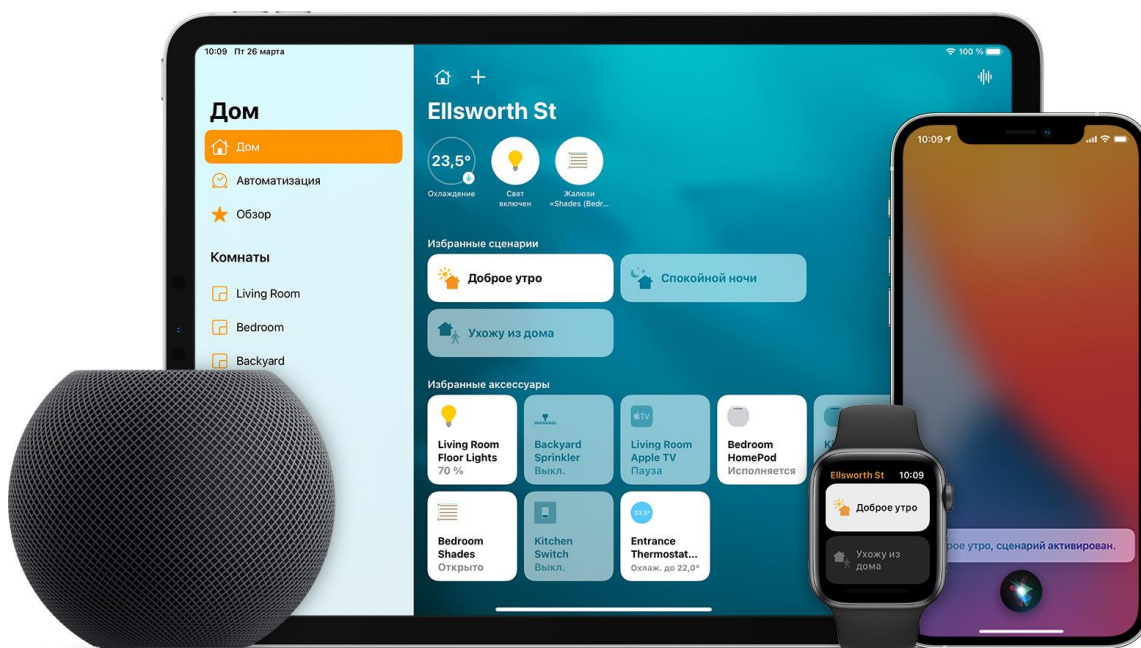 10:09 Пт 26 марта
100 %
Дом
Дом
Автоматизация
Обзор
Комнаты
Living Room
Bedroom
Backyard
Ellsworth St
23,5°
Охлаждение
Свет
включен
Жалюзи
«Shades (Bedr...
Избранные сценарии
Доброе утро
Спокойной ночи
Ухожу из дома
Избранные аксессуары
Living Room
Floor Lights
70 %
Backyard
Sprinkler
Выкл.
tv
Living Room
Apple TV
Пауза
Bedroom
HomePod
Исполняется
Bedroom
Shades
Открыто
Kitchen
Switch
Выкл.
23,5°
Entrance
Thermostat...
Охлаж. до 22,0°
Ellsworth St 10:09
Доброе утро
Ухожу из
дома
10:09
утро, сценарий активирован.